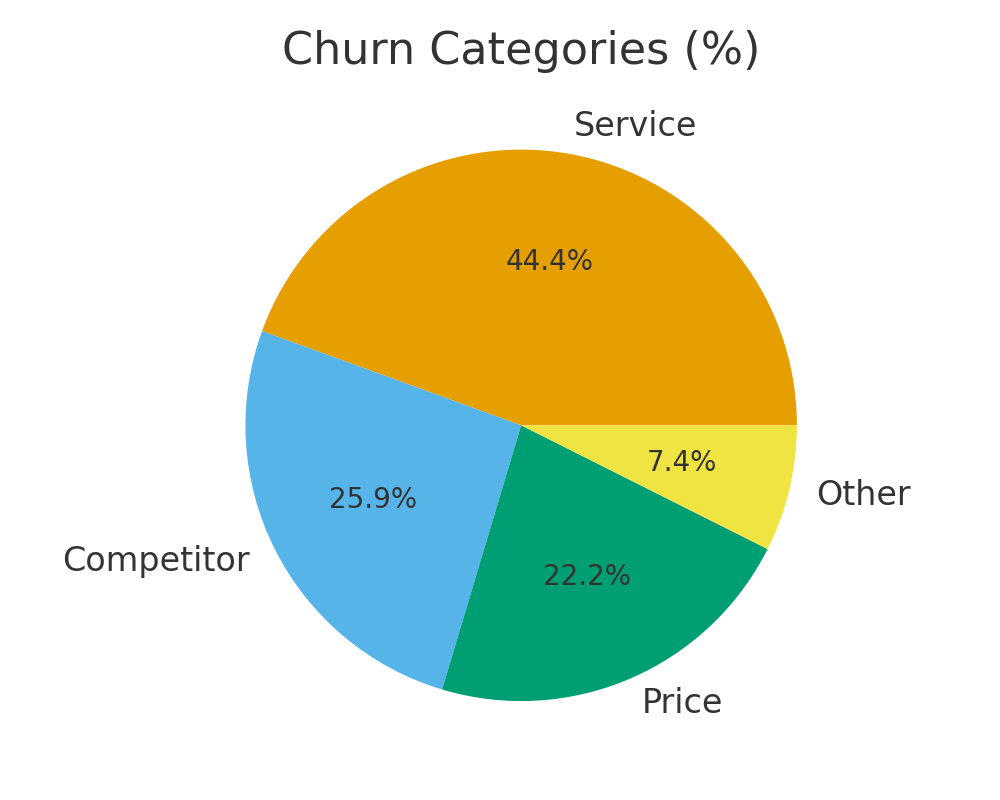 Churn Categories (%)
Service
44.4%
7.4%
Other
25.9%
Competitor
22.2%
Price